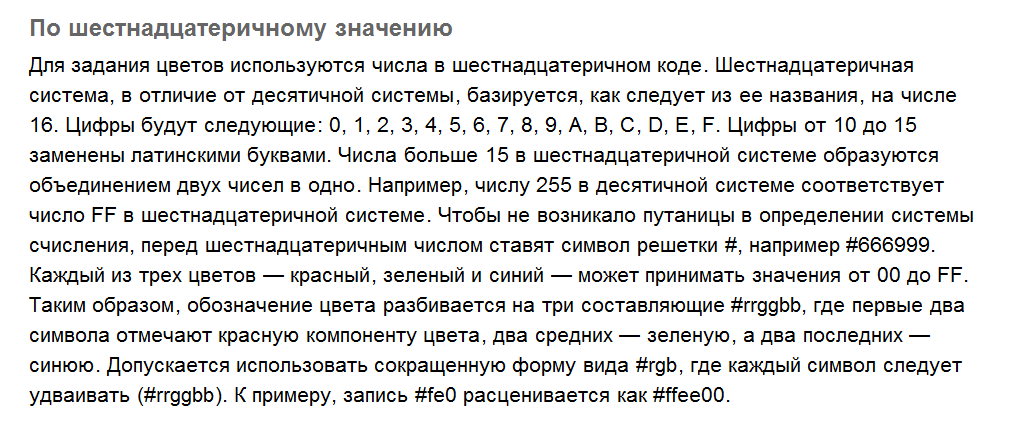 По шестнадцатеричному значению
Для задания цветов используются числа в шестнадцатеричном коде. Шестнадцатеричная
система, в отличие от десятичной системы, базируется, как следует из ее названия, на числе
16. Цифры будут следующие: 0, 1, 2, 3, 4, 5, 6, 7, 8, 9, A, B, C, D, E, F. Цифры от 10 до 15
заменены латинскими буквами. Числа больше 15 в шестнадцатеричной системе образуются
объединением двух чисел в одно. Например, числу 255 в десятичной системе соответствует
число FF в шестнадцатеричной системе. Чтобы не возникало путаницы в определении системы
счисления, перед шестнадцатеричным числом ставят символ решетки #, например #666999.
Каждый из трех цветов — красный, зеленый и синий — может принимать значения от 00 до FF.
Таким образом, обозначение цвета разбивается на три составляющие #rrggbb, где первые два
символа отмечают красную компоненту цвета, два средних — зеленую, а два последних —
синюю. Допускается использовать сокращенную форму вида #rgb, где каждый символ следует
удваивать (#rrggbb). К примеру, запись #fe0 расценивается как #ffee00.